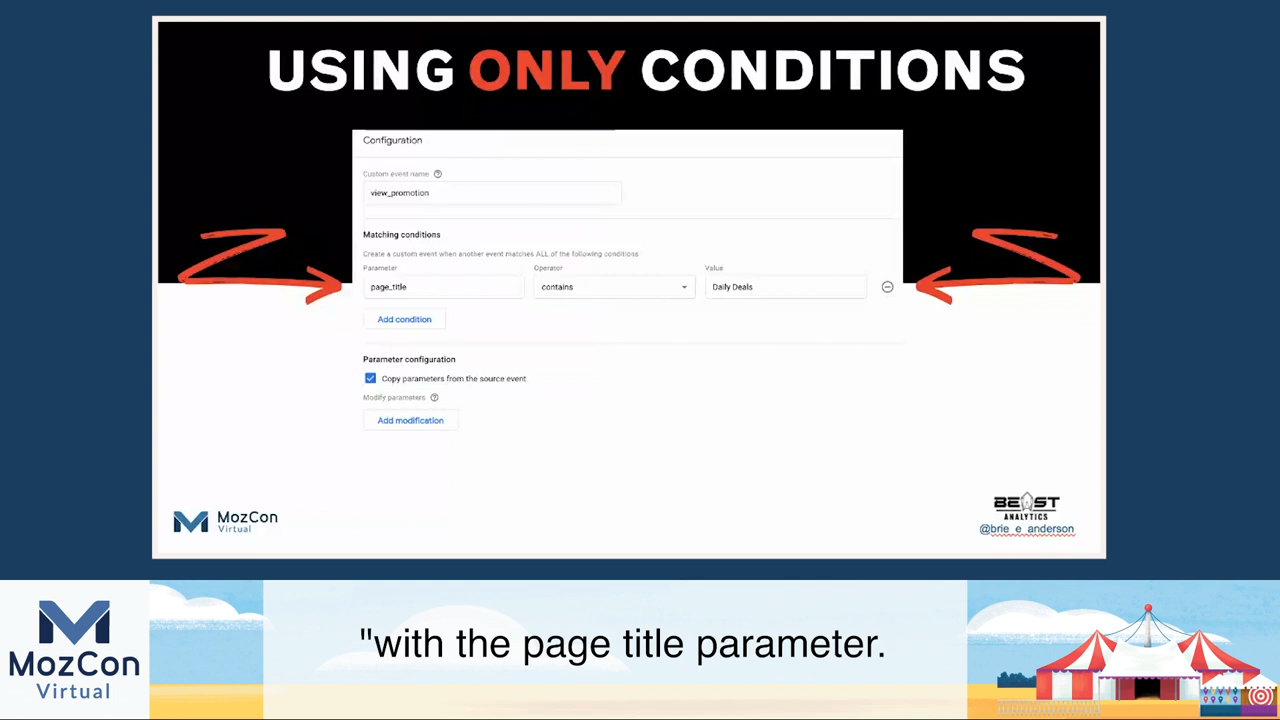 USING ONLY CONDITIONS
Configuration
Custom event name
view_promotion
Matching conditions
Create a custom event when another event matches ALL of the following conditions
Parameter Operator Value
page_title contains Daily Deals
Add condition
Parameter configuration
Copy parameters from the source event
Modify parameters
Add modification
MozCon
Virtual
BEAST
ANALYTICS
@brie_e_anderson
MozCon
Virtual
"with the page title parameter.